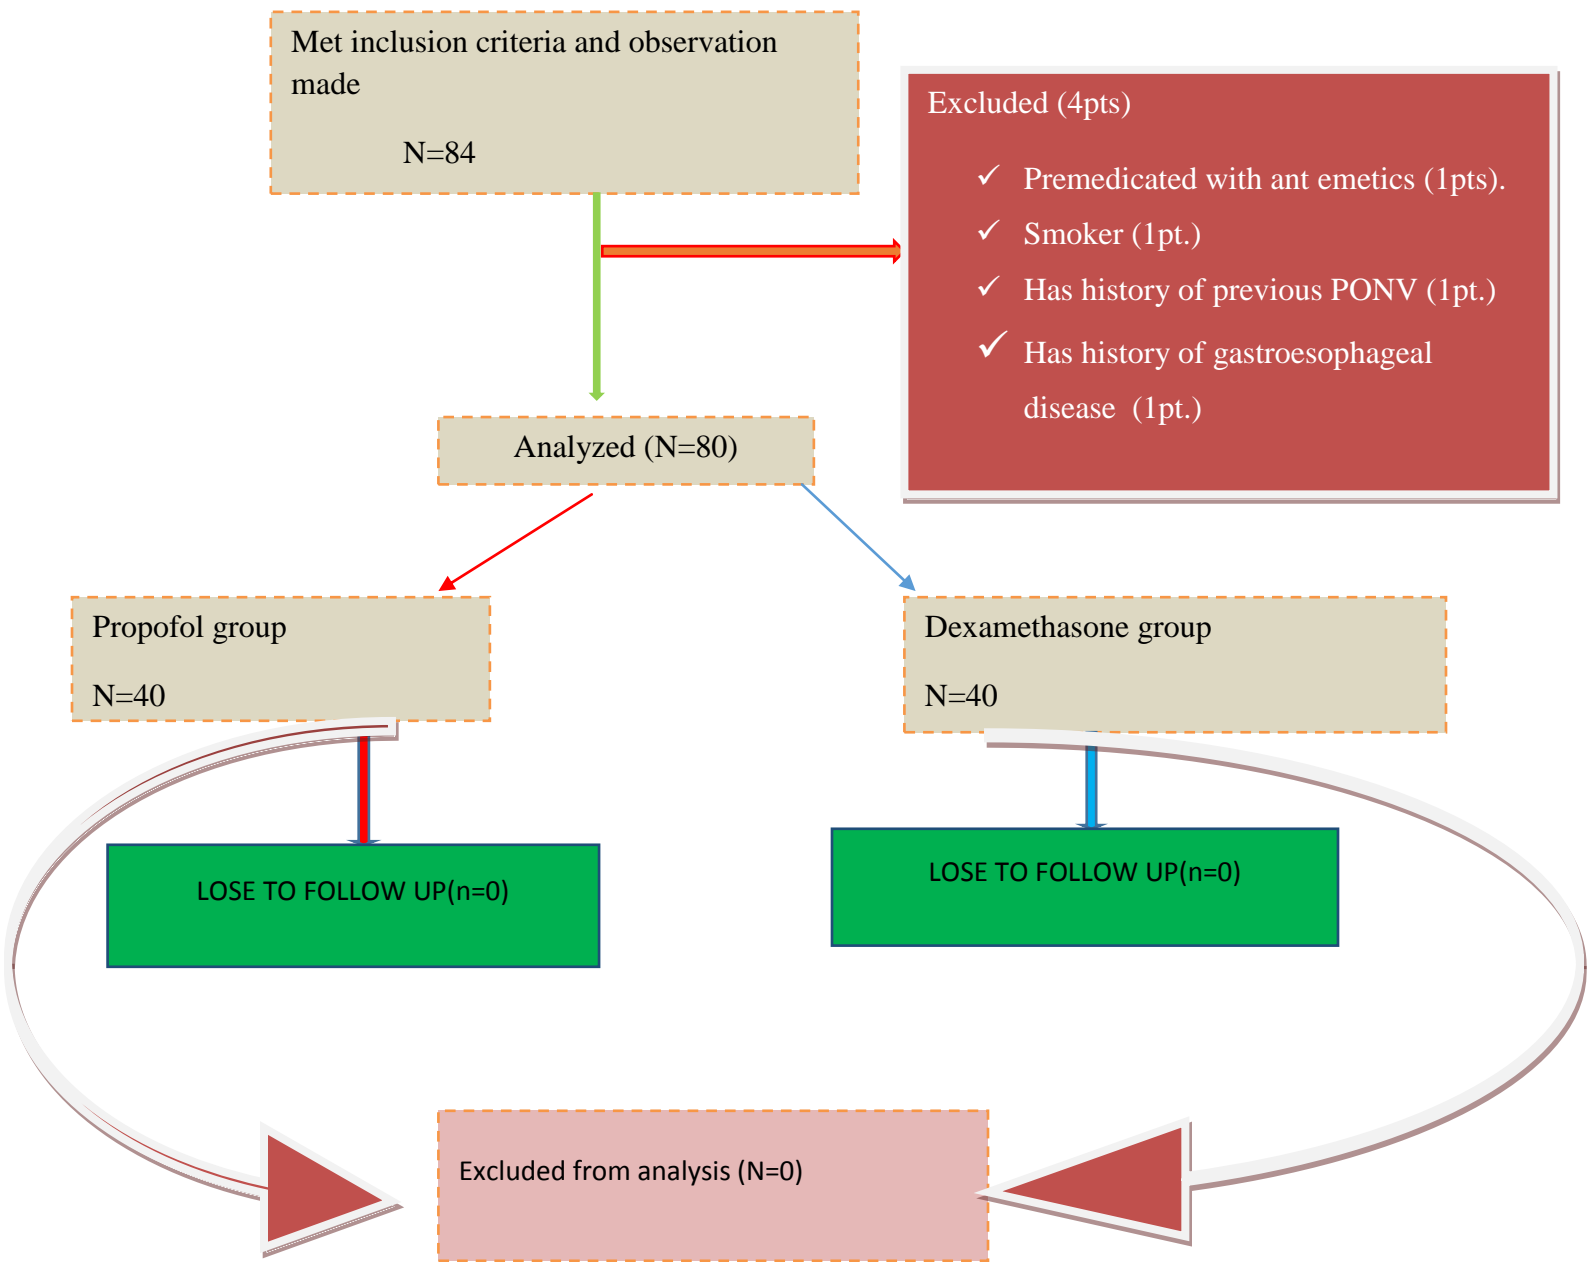 Met inclusion criteria and observation
made
N=84
Excluded (4pts)
✓ Premedicated with ant emetics (1pts).
✓ Smoker (1pt.)
✓ Has history of previous PONV (1pt.)
✓ Has history of gastroesophageal
disease (1pt.)
Analyzed (N=80)
Propofol group
N=40
Dexamethasone group
N=40
LOSE TO FOLLOW UP(n=0)
LOSE TO FOLLOW UP(n=0)
Excluded from analysis (N=0)